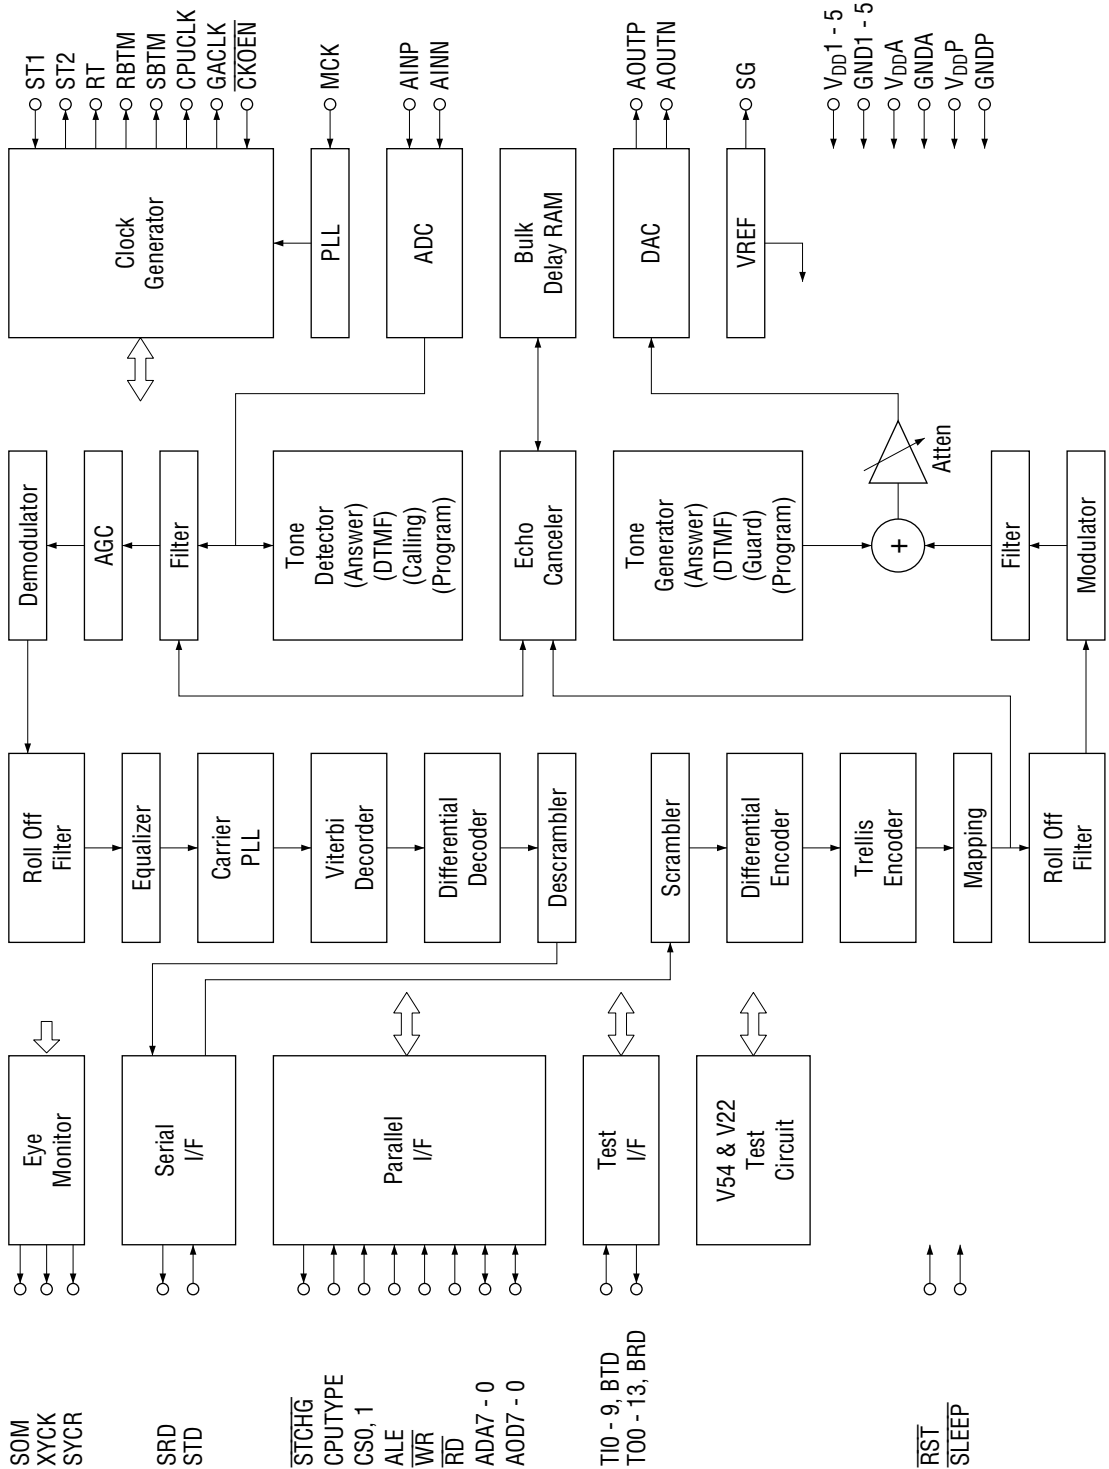 SOM
XYCK
SYCR
SRD
STD
STCHG
CPUTYPE
CS0, 1
ALE
WR
RD
ADA7 - 0
AOD7 - 0
TI0 - 9, BTD
TO0 - 13, BRD
RST
SLEEP
Eye
Monitor
Serial
I/F
Parallel
I/F
Test
I/F
V54 & V22
Test
Circuit
Roll Off
Filter
Equalizer
Carrier
PLL
Viterbi
Decorder
Differential
Decoder
Descrambler
Scrambler
Differential
Encoder
Trellis
Encoder
Mapping
Roll Off
Filter
Demodulator
AGC
Filter
Tone
Detector
(Answer)
(DTMF)
(Calling)
(Program)
Echo
Canceler
Tone
Generator
(Answer)
(DTMF)
(Guard)
(Program)
+
Atten
Filter
Modulator
Clock
Generator
PLL
ADC
Bulk
Delay RAM
DAC
VREF
ST1
ST2
RT
RBTM
SBTM
CPUCLK
GACLK
CKOEN
MCK
AINP
AINN
AOUTP
AOUTN
SG
VDD1 - 5
GND1 - 5
VDDA
GNDA
VDDP
GNDP